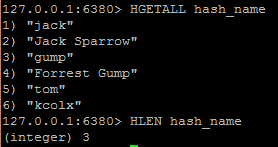 127.0.0.1:6380> HGETALL hash_name
1) "jack"
2) "Jack Sparrow"
3) "gump"
4) "Forrest Gump"
5) "tom"
6) "kcolx"
127.0.0.1:6380> HLEN hash_name
(integer) 3